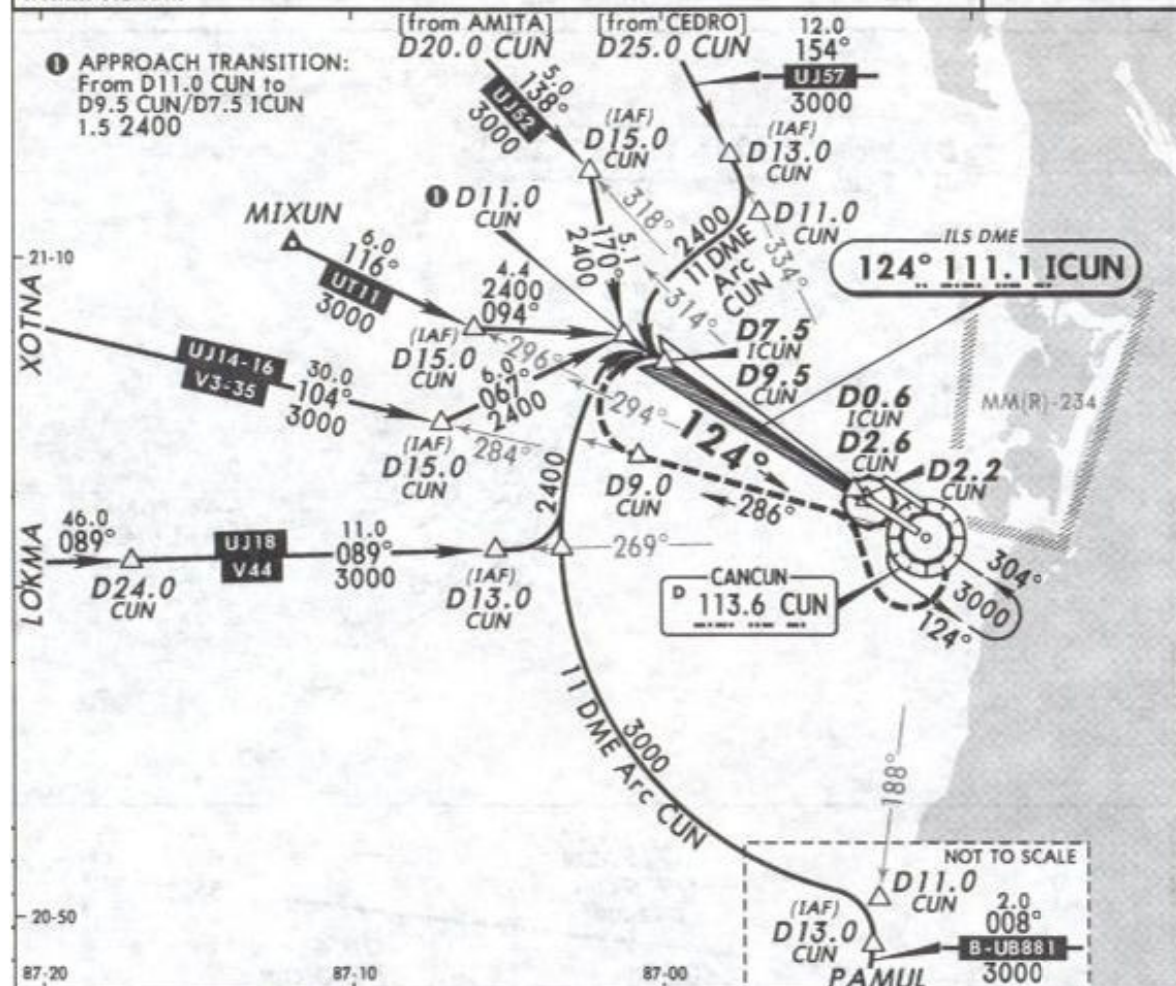 [from AMITA]
D20.0 CUN
[from CEDRO]
D25.0 CUN
12.0
154°
UJ57
3000
❶ APPROACH TRANSITION:
From D11.0 CUN to
D9.5 CUN/D7.5 ICUN
1.5 2400
5.0
138°
UJ52
3000
(IAF)
D15.0
CUN
(IAF)
D13.0
CUN
318°
❶ D11.0
CUN
D11.0
CUN
334°
MIXUN
6.0
116°
UT11
3000
5.1
170°
2400
2400
11 DME
Arc
CUN
314°
ILS DME
124° 111.1 ICUN
21-10
XOTNA
4.4
2400
094°
(IAF)
D15.0
CUN
296°
D7.5
ICUN
D9.5
CUN
UJ14-16
V3-35
30.0
104°
3000
6.0
067°
2400
294°
124°
D0.6
ICUN
D2.6
CUN
MM(R)-234
(IAF)
D15.0
CUN
284°
D9.0
CUN
D2.2
CUN
286°
LOKMA
46.0
089°
D24.0
CUN
UJ18
V44
11.0
089°
3000
2400
(IAF)
D13.0
CUN
269°
CANCUN
D 113.6 CUN
304°
3000
124°
11 DME Arc CUN
3000
188°
NOT TO SCALE
D11.0
CUN
(IAF)
D13.0
CUN
2.0
008°
B-UB881
3000
PAMUL
20-50
87-20
87-10
87-00